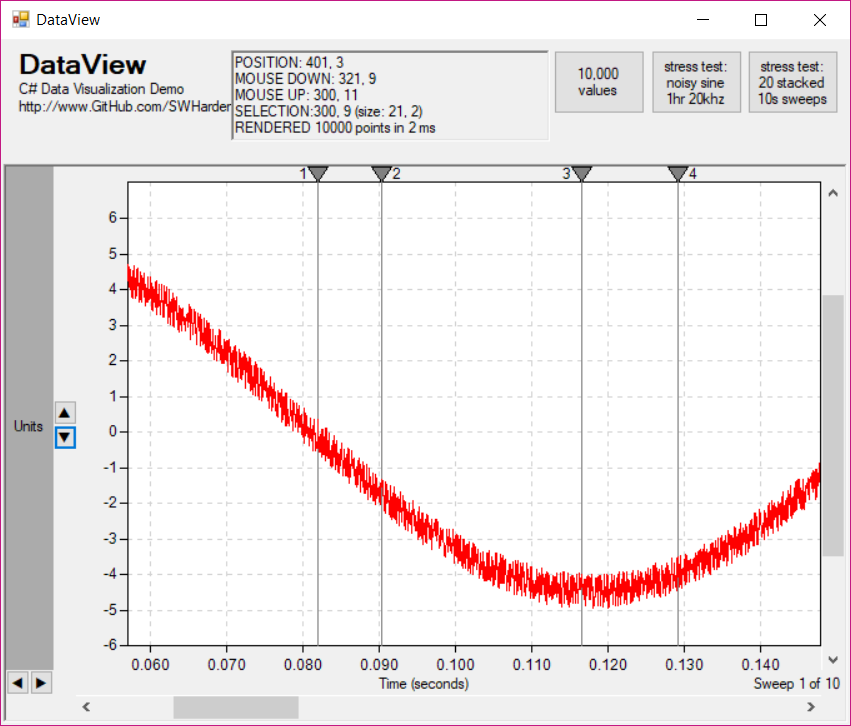 DataView
DataView
C# Data Visualization Demo
http://www.GitHub.com/SWHarden
POSITION: 401, 3
MOUSE DOWN: 321, 9
MOUSE UP: 300, 11
SELECTION:300, 9 (size: 21, 2)
RENDERED 10000 points in 2 ms
10,000
values
stress test:
noisy sine
1hr 20khz
stress test:
20 stacked
10s sweeps
1 2 3 4
6
5
4
3
2
1
0
-1
-2
-3
-4
-5
-6
Units
0.060 0.070 0.080 0.090 0.100 0.110 0.120 0.130 0.140
Time (seconds)
Sweep 1 of 10